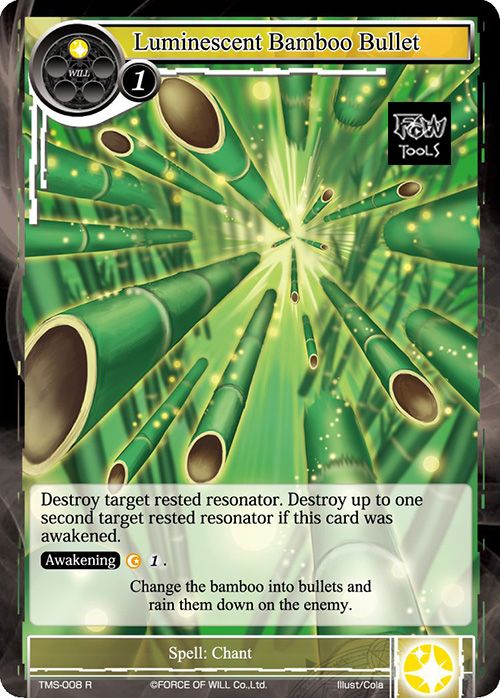 Luminescent Bamboo Bullet
WILL
1
FOW
TOOLS
Destroy target rested resonator. Destroy up to one
second target rested resonator if this card was
awakened.
Awakening G 1 .
Change the bamboo into bullets and
rain them down on the enemy.
Spell: Chant
TMS-008 R ©FORCE OF WILL Co.,Ltd. Illust/Cola